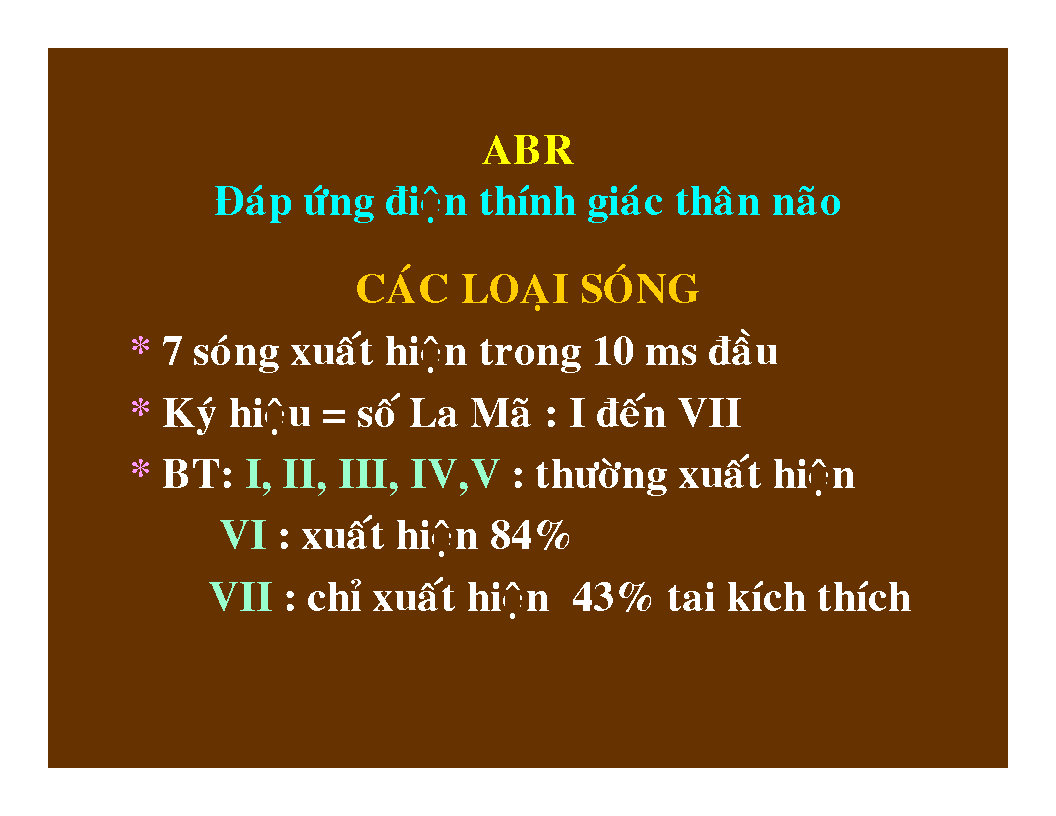 ABR
Đáp ứng điện thính giác thân não
CÁC LOẠI SÓNG
* 7 sóng xuất hiện trong 10 ms đầu
* Ký hiệu = số La Mã : I đến VII
* BT: I, II, III, IV,V : thường xuất hiện
VI : xuất hiện 84%
VII : chỉ xuất hiện 43% tai kích thích